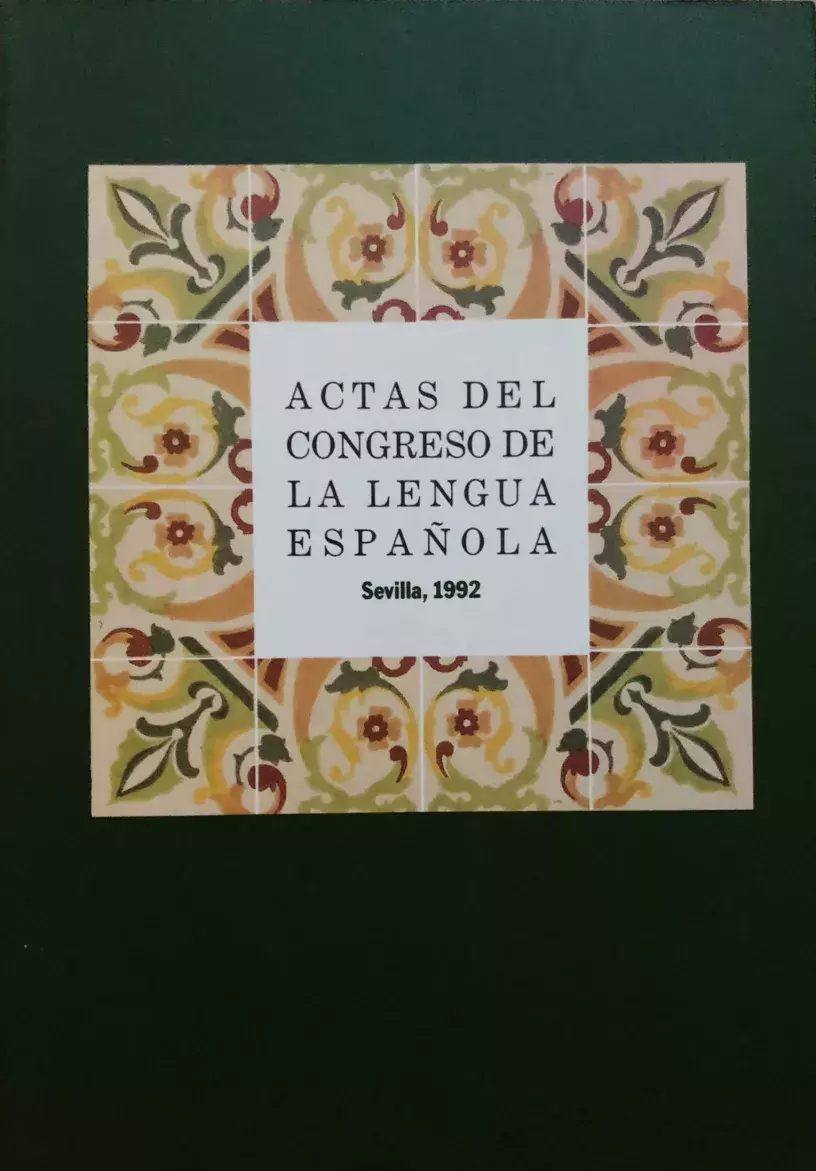 ACTAS DEL
CONGRESO DE
LA LENGUA
ESPAÑOLA
Sevilla, 1992